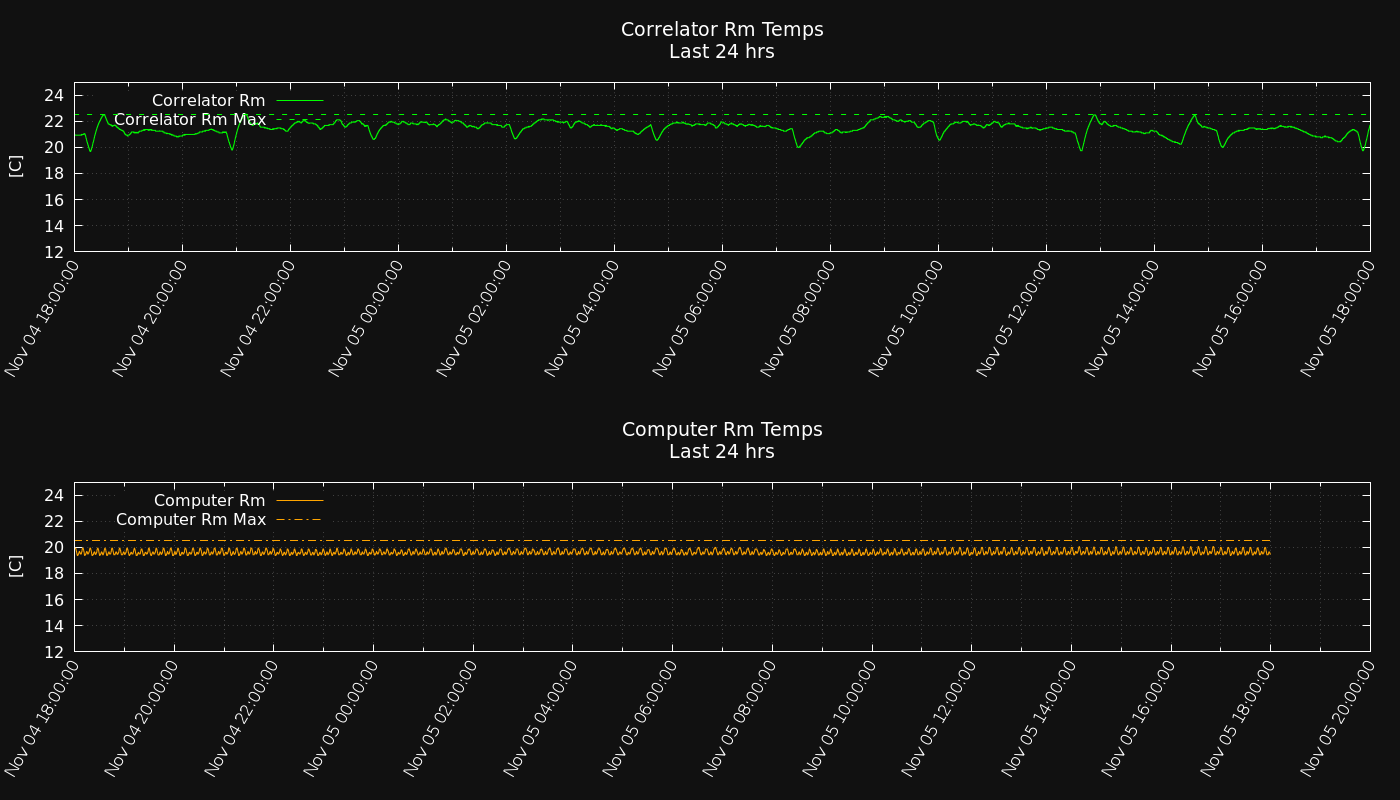 Correlator Rm Temps
Last 24 hrs
Correlator Rm
Correlator Rm Max
[C]
24
22
20
18
16
14
12
Nov 04 18:00:00
Nov 04 20:00:00
Nov 04 22:00:00
Nov 05 00:00:00
Nov 05 02:00:00
Nov 05 04:00:00
Nov 05 06:00:00
Nov 05 08:00:00
Nov 05 10:00:00
Nov 05 12:00:00
Nov 05 14:00:00
Nov 05 16:00:00
Nov 05 18:00:00
Computer Rm Temps
Last 24 hrs
Computer Rm
Computer Rm Max
[C]
24
22
20
18
16
14
12
Nov 04 18:00:00
Nov 04 20:00:00
Nov 04 22:00:00
Nov 05 00:00:00
Nov 05 02:00:00
Nov 05 04:00:00
Nov 05 06:00:00
Nov 05 08:00:00
Nov 05 10:00:00
Nov 05 12:00:00
Nov 05 14:00:00
Nov 05 16:00:00
Nov 05 18:00:00
Nov 05 20:00:00